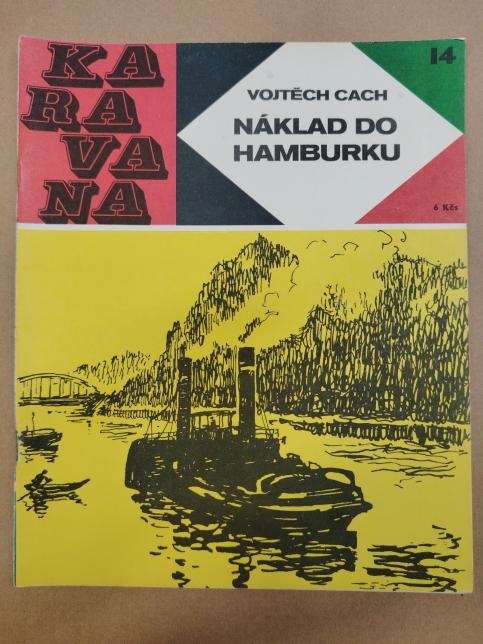 KA
RA
VA
NA
14
VOJTĚCH CACH
NÁKLAD DO
HAMBURKU
6 Kčs